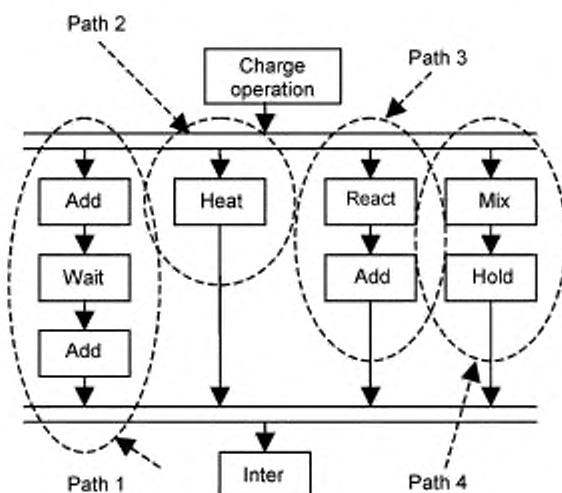 Path 2
Charge
operation
Path 3
Add
Heat
React
Mix
Wait
Add
Hold
Add
Path 1
Inter
Path 4